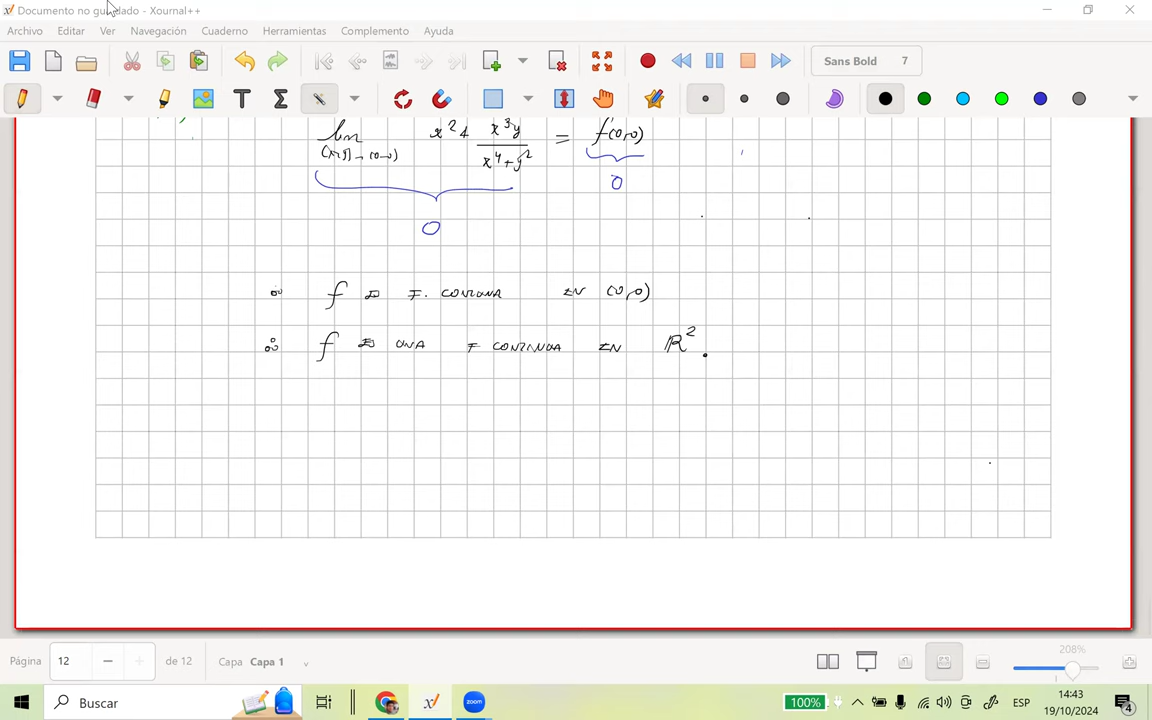 Documento no guardado - Xournal++
Archivo Editar Ver Navegación Cuaderno Herramientas Complemento Ayuda
Sans Bold 7
lim x²+ x³y / x⁴+y² = f(0,0)
(x,y)→(0,0)
0
0
∴ f ES F. CONTINUA EN (0,0)
∴ f ES UNA F CONTINUA EN ℝ².
Página 12 de 12 Capa Capa 1
208%
Buscar
100%
ESP
14:43
19/10/2024
4